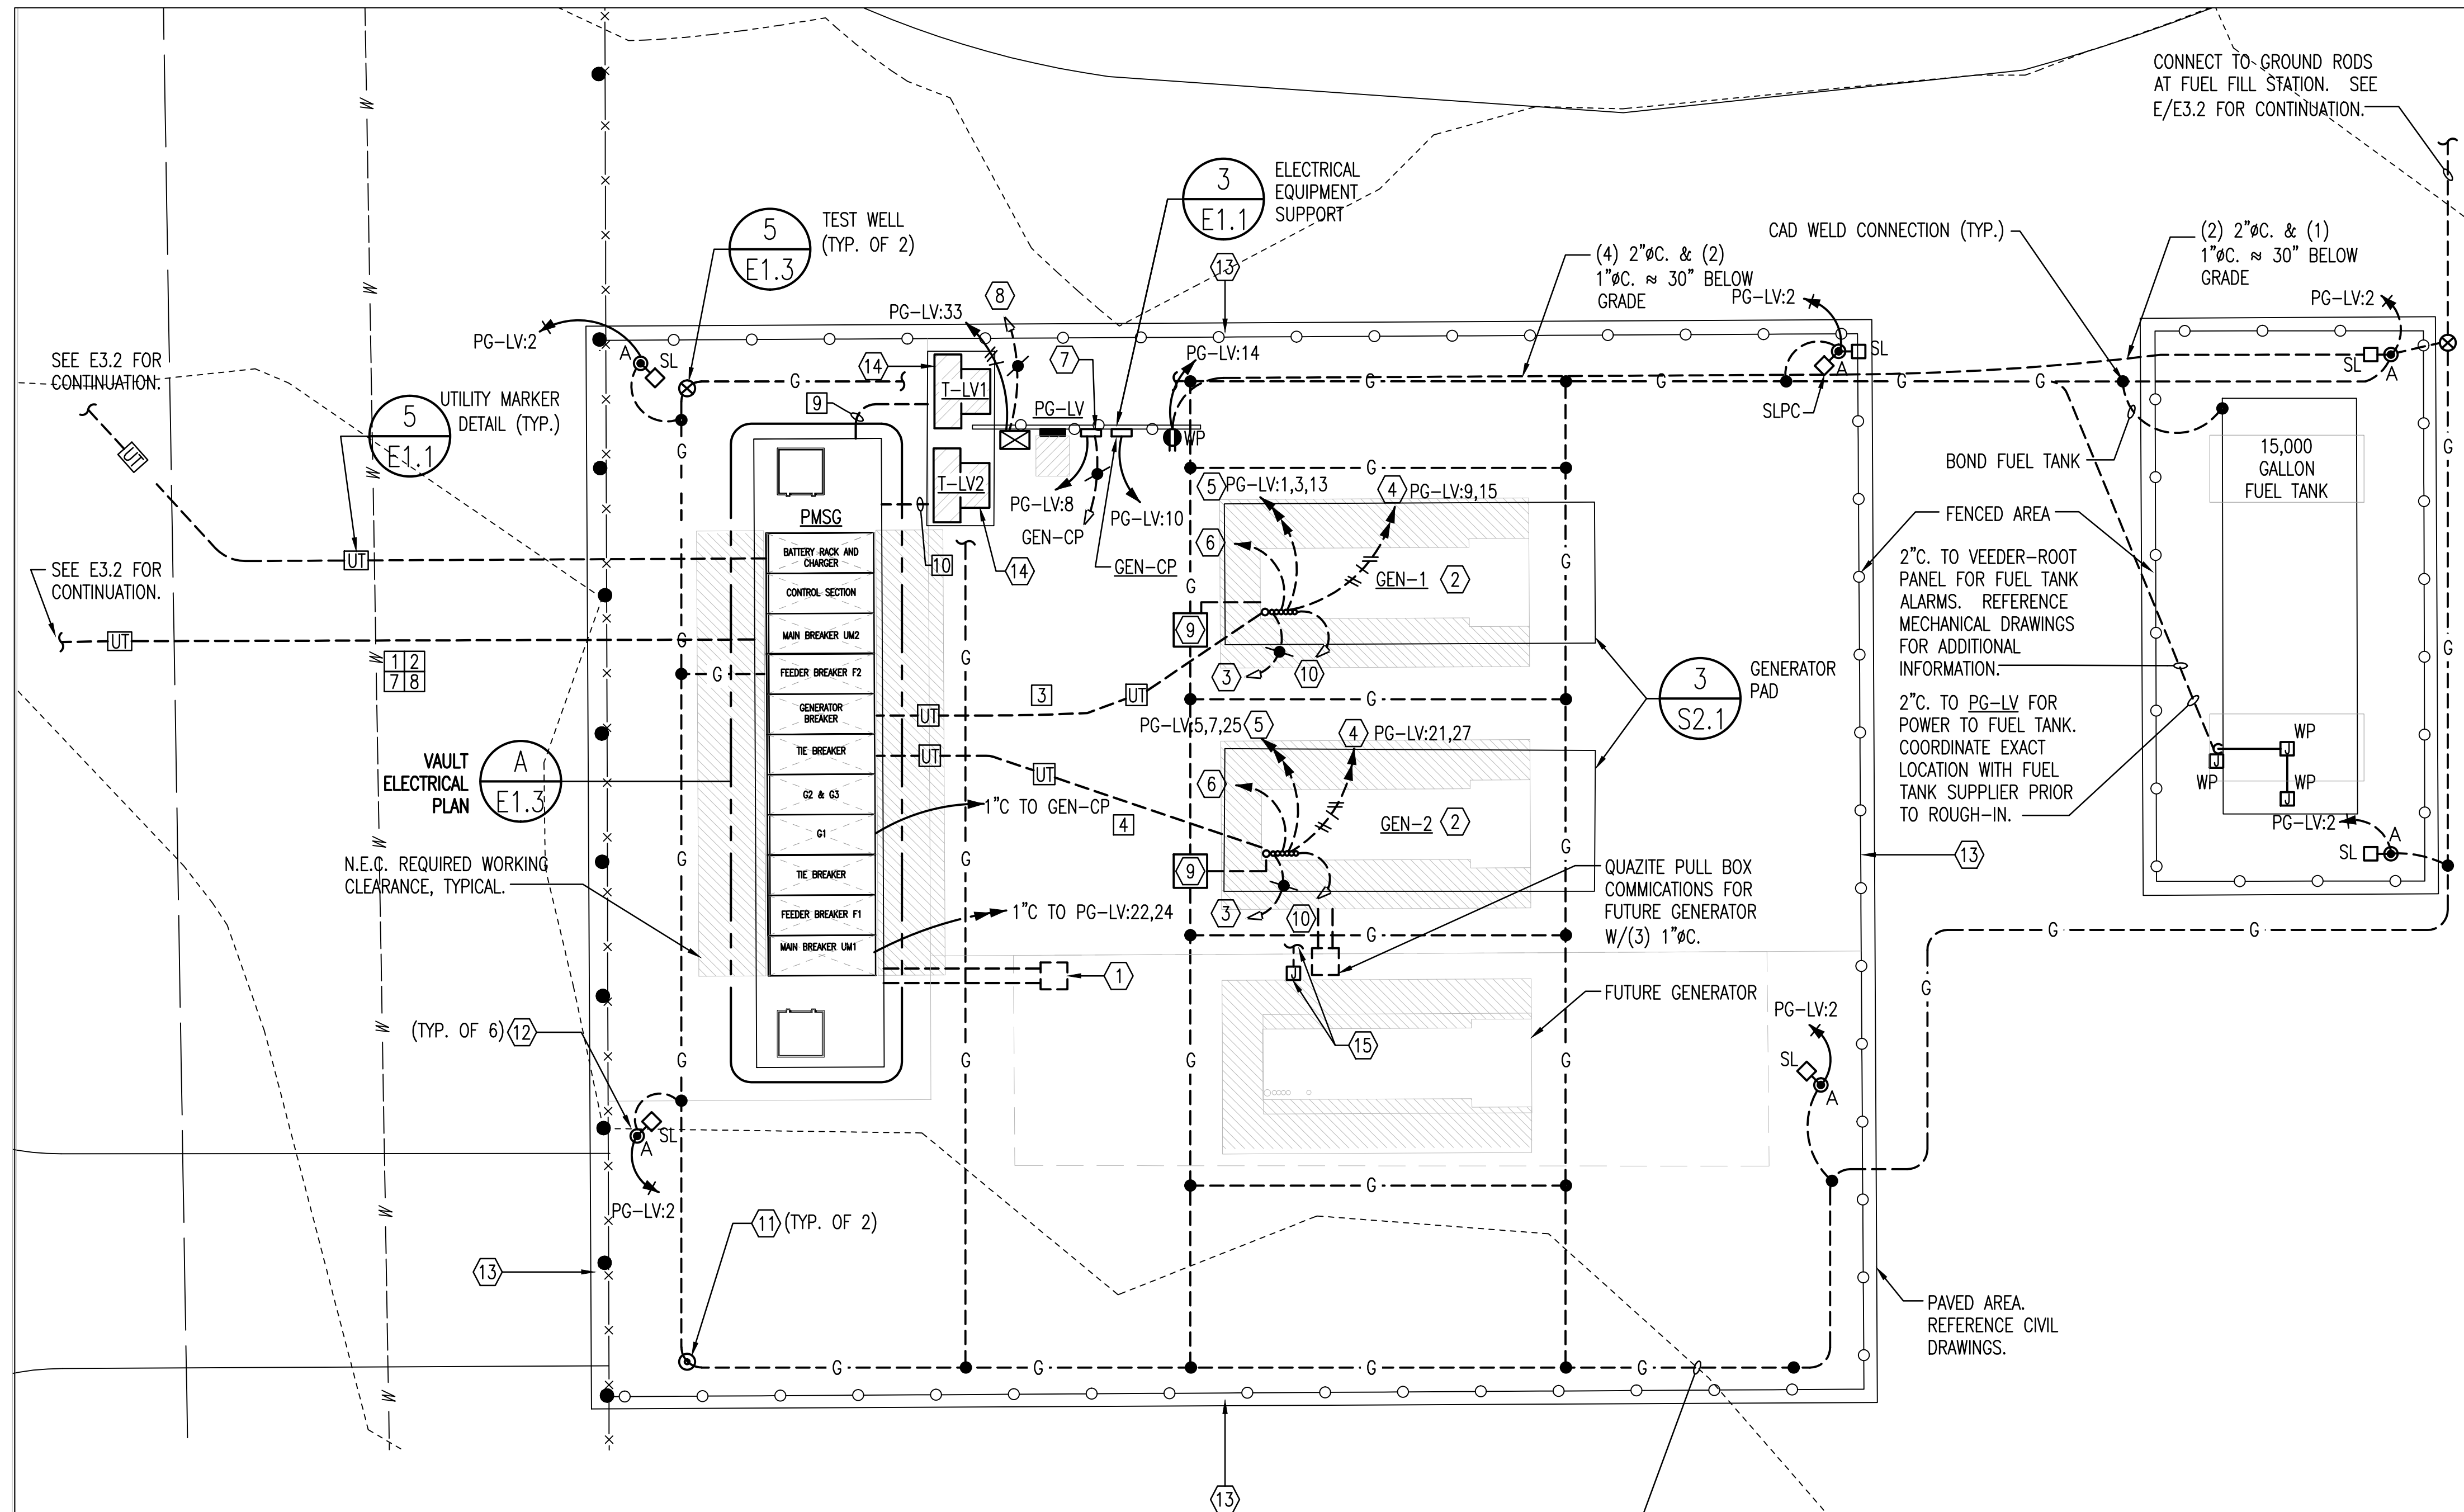 CONNECT TO GROUND RODS
AT FUEL FILL STATION. SEE
E/E3.2 FOR CONTINUATION.
3
E1.1
ELECTRICAL
EQUIPMENT
SUPPORT
5
E1.3
TEST WELL
(TYP. OF 2)
CAD WELD CONNECTION (TYP.)
(2) 2"øC. & (1)
1"øC. ≈ 30" BELOW
GRADE
(4) 2"øC. & (2)
1"øC. ≈ 30" BELOW
GRADE
13
8
PG-LV:33
PG-LV:2
PG-LV:2
PG-LV:2
SEE E3.2 FOR
CONTINUATION.
A
SL
14
7
PG-LV:14
SL
A
SLPC
SL
A
UTILITY MARKER
DETAIL (TYP.)
5
E1.1
9
G
T-LV1
PG-LV
G
G
G
G
WP
UT
G
T-LV2
PG-LV:8
GEN-CP
PG-LV:10
GEN-CP
G
5
PG-LV:1,3,13
4
PG-LV:9,15
BOND FUEL TANK
15,000
GALLON
FUEL TANK
G
PMSG
10
14
6
FENCED AREA
UT
BATTERY RACK AND
CHARGER
CONTROL SECTION
MAIN BREAKER UM2
FEEDER BREAKER F2
GENERATOR
BREAKER
TIE BREAKER
G2 & G3
G1
TIE BREAKER
FEEDER BREAKER F1
MAIN BREAKER UM1
SEE E3.2 FOR
CONTINUATION.
UT
W
W
W
W
W
W
W
W
W
1 2
7 8
G
G
G
G
G
GEN-1
2
G
9
3
10
2"C. TO VEEDER-ROOT
PANEL FOR FUEL TANK
ALARMS. REFERENCE
MECHANICAL DRAWINGS
FOR ADDITIONAL
INFORMATION.
G
3
S2.1
GENERATOR
PAD
3
UT
UT
G
2"C. TO PG-LV FOR
POWER TO FUEL TANK.
COORDINATE EXACT
LOCATION WITH FUEL
TANK SUPPLIER PRIOR
TO ROUGH-IN.
PG-LV:5,7,25
5
4
PG-LV:21,27
UT
UT
6
VAULT
ELECTRICAL
PLAN
A
E1.3
J
WP
J
WP
J
WP
1"C TO GEN-CP
4
GEN-2
2
PG-LV:2
A
SL
N.E.C. REQUIRED WORKING
CLEARANCE, TYPICAL.
G
G
G
9
3
10
13
QUAZITE PULL BOX
COMMICATIONS FOR
FUTURE GENERATOR
W/(3) 1"øC.
1"C TO PG-LV:22,24
G
G
G
1
J
G
FUTURE GENERATOR
PG-LV:2
(TYP. OF 6)
12
15
G
G
G
G
SL
A
SL
A
PG-LV:2
G
11
(TYP. OF 2)
13
PAVED AREA.
REFERENCE CIVIL
DRAWINGS.
G
G
G
G
13